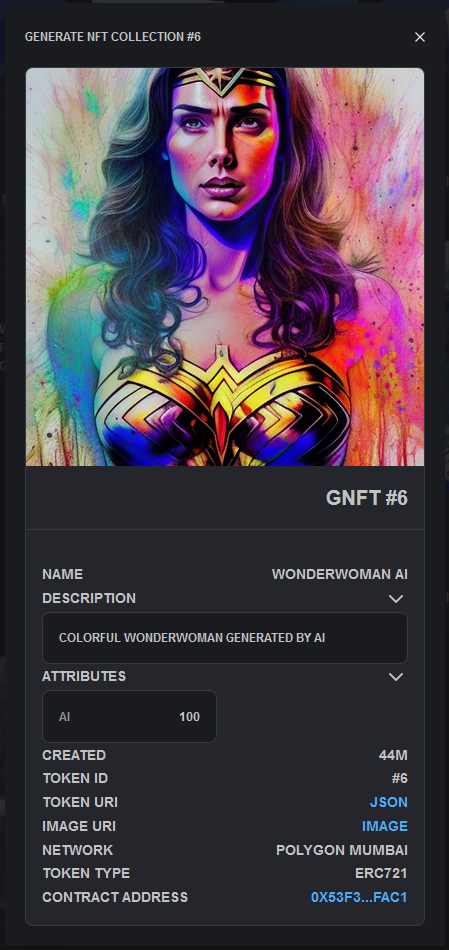 GENERATE NFT COLLECTION #6
GNFT #6
NAME WONDERWOMAN AI
DESCRIPTION
COLORFUL WONDERWOMAN GENERATED BY AI
ATTRIBUTES
AI 100
CREATED 44M
TOKEN ID #6
TOKEN URI JSON
IMAGE URI IMAGE
NETWORK POLYGON MUMBAI
TOKEN TYPE ERC721
CONTRACT ADDRESS 0X53F3...FAC1